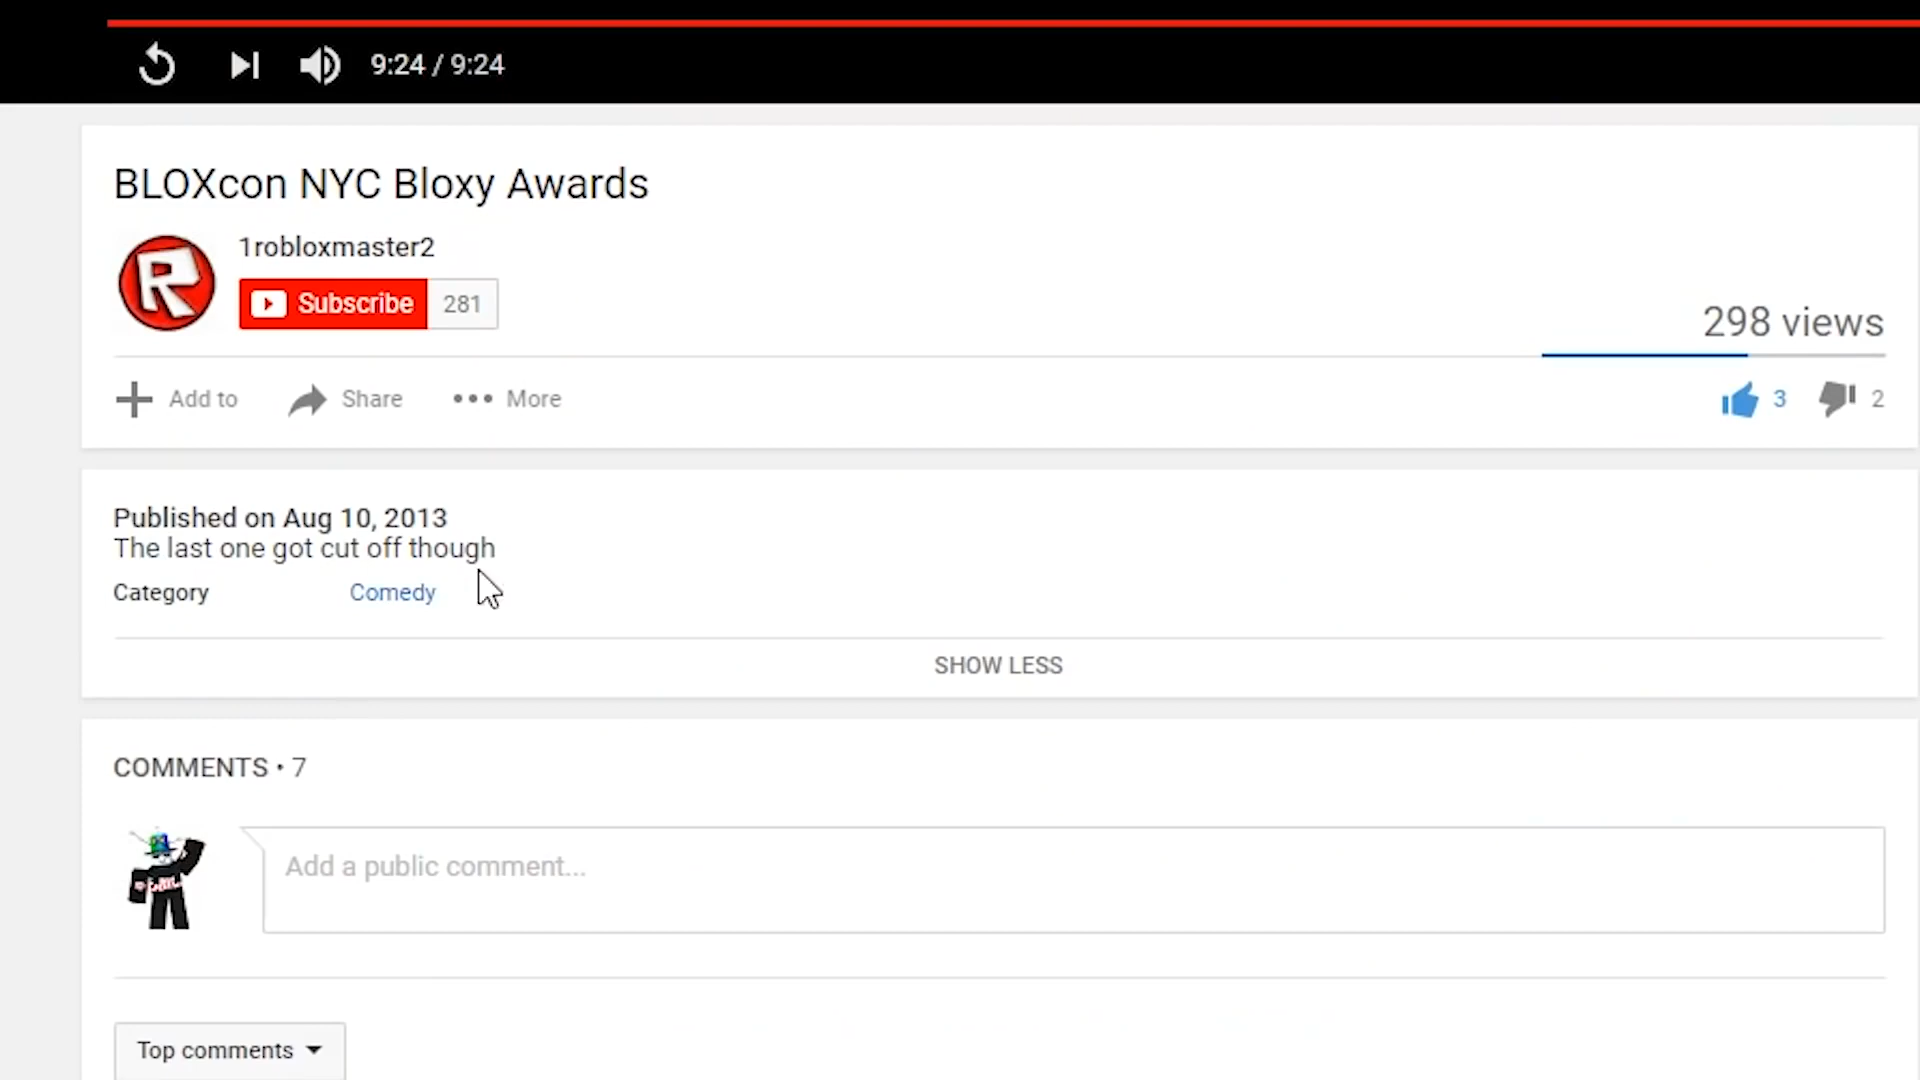 9:24 / 9:24
BLOXcon NYC Bloxy Awards
1robloxmaster2
Subscribe 281
298 views
Add to Share More 3 2
Published on Aug 10, 2013
The last one got cut off though
Category Comedy
SHOW LESS
COMMENTS • 7
Add a public comment...
Top comments